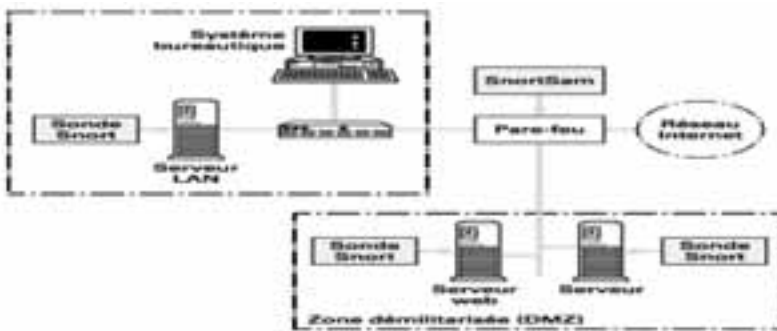 Système
bureautique
SnortSam
Sonde
Snort
Pare-feu
Réseau
Internet
Serveur
LAN
Sonde
Snort
Serveur
web
Serveur
Sonde
Snort
Zone démilitarisée (DMZ)